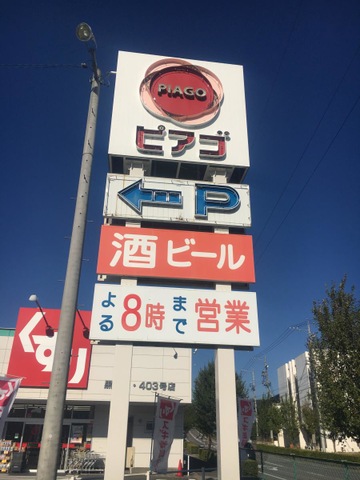 PIAGO
ピアゴ
P
酒ビール
よる8時まで営業
くすり
403号店